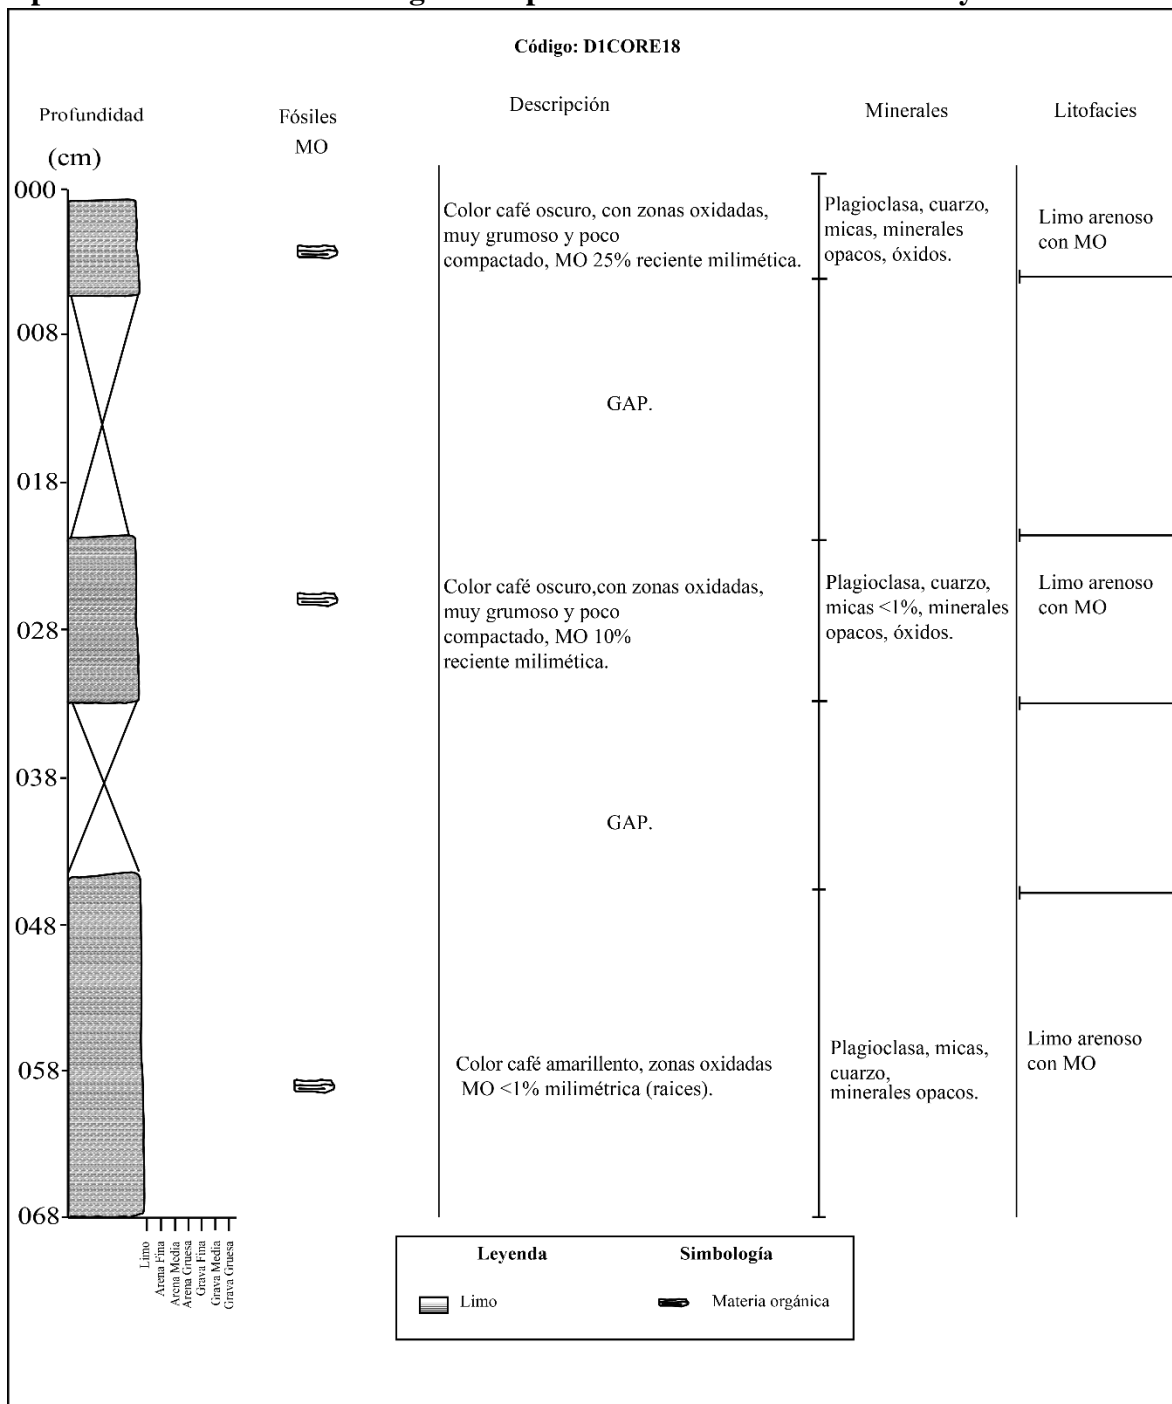 Código: D1CORE18
Profundidad
(cm)
Fósiles
MO
Descripción
Minerales
Litofacies
000
008
018
028
038
048
058
068
Color café oscuro, con zonas oxidadas,
muy grumoso y poco
compactado, MO 25% reciente milimética.
Plagioclasa, cuarzo,
micas, minerales
opacos, óxidos.
Limo arenoso
con MO
GAP.
Color café oscuro,con zonas oxidadas,
muy grumoso y poco
compactado, MO 10%
reciente milimética.
Plagioclasa, cuarzo,
micas <1%, minerales
opacos, óxidos.
Limo arenoso
con MO
GAP.
Color café amarillento, zonas oxidadas
MO <1% milimétrica (raices).
Plagioclasa, micas,
cuarzo,
minerales opacos.
Limo arenoso
con MO
Limo
Arena Fina
Arena Media
Arena Gruesa
Grava Fina
Grava Media
Grava Gruesa
Leyenda
Simbología
Limo
Materia orgánica